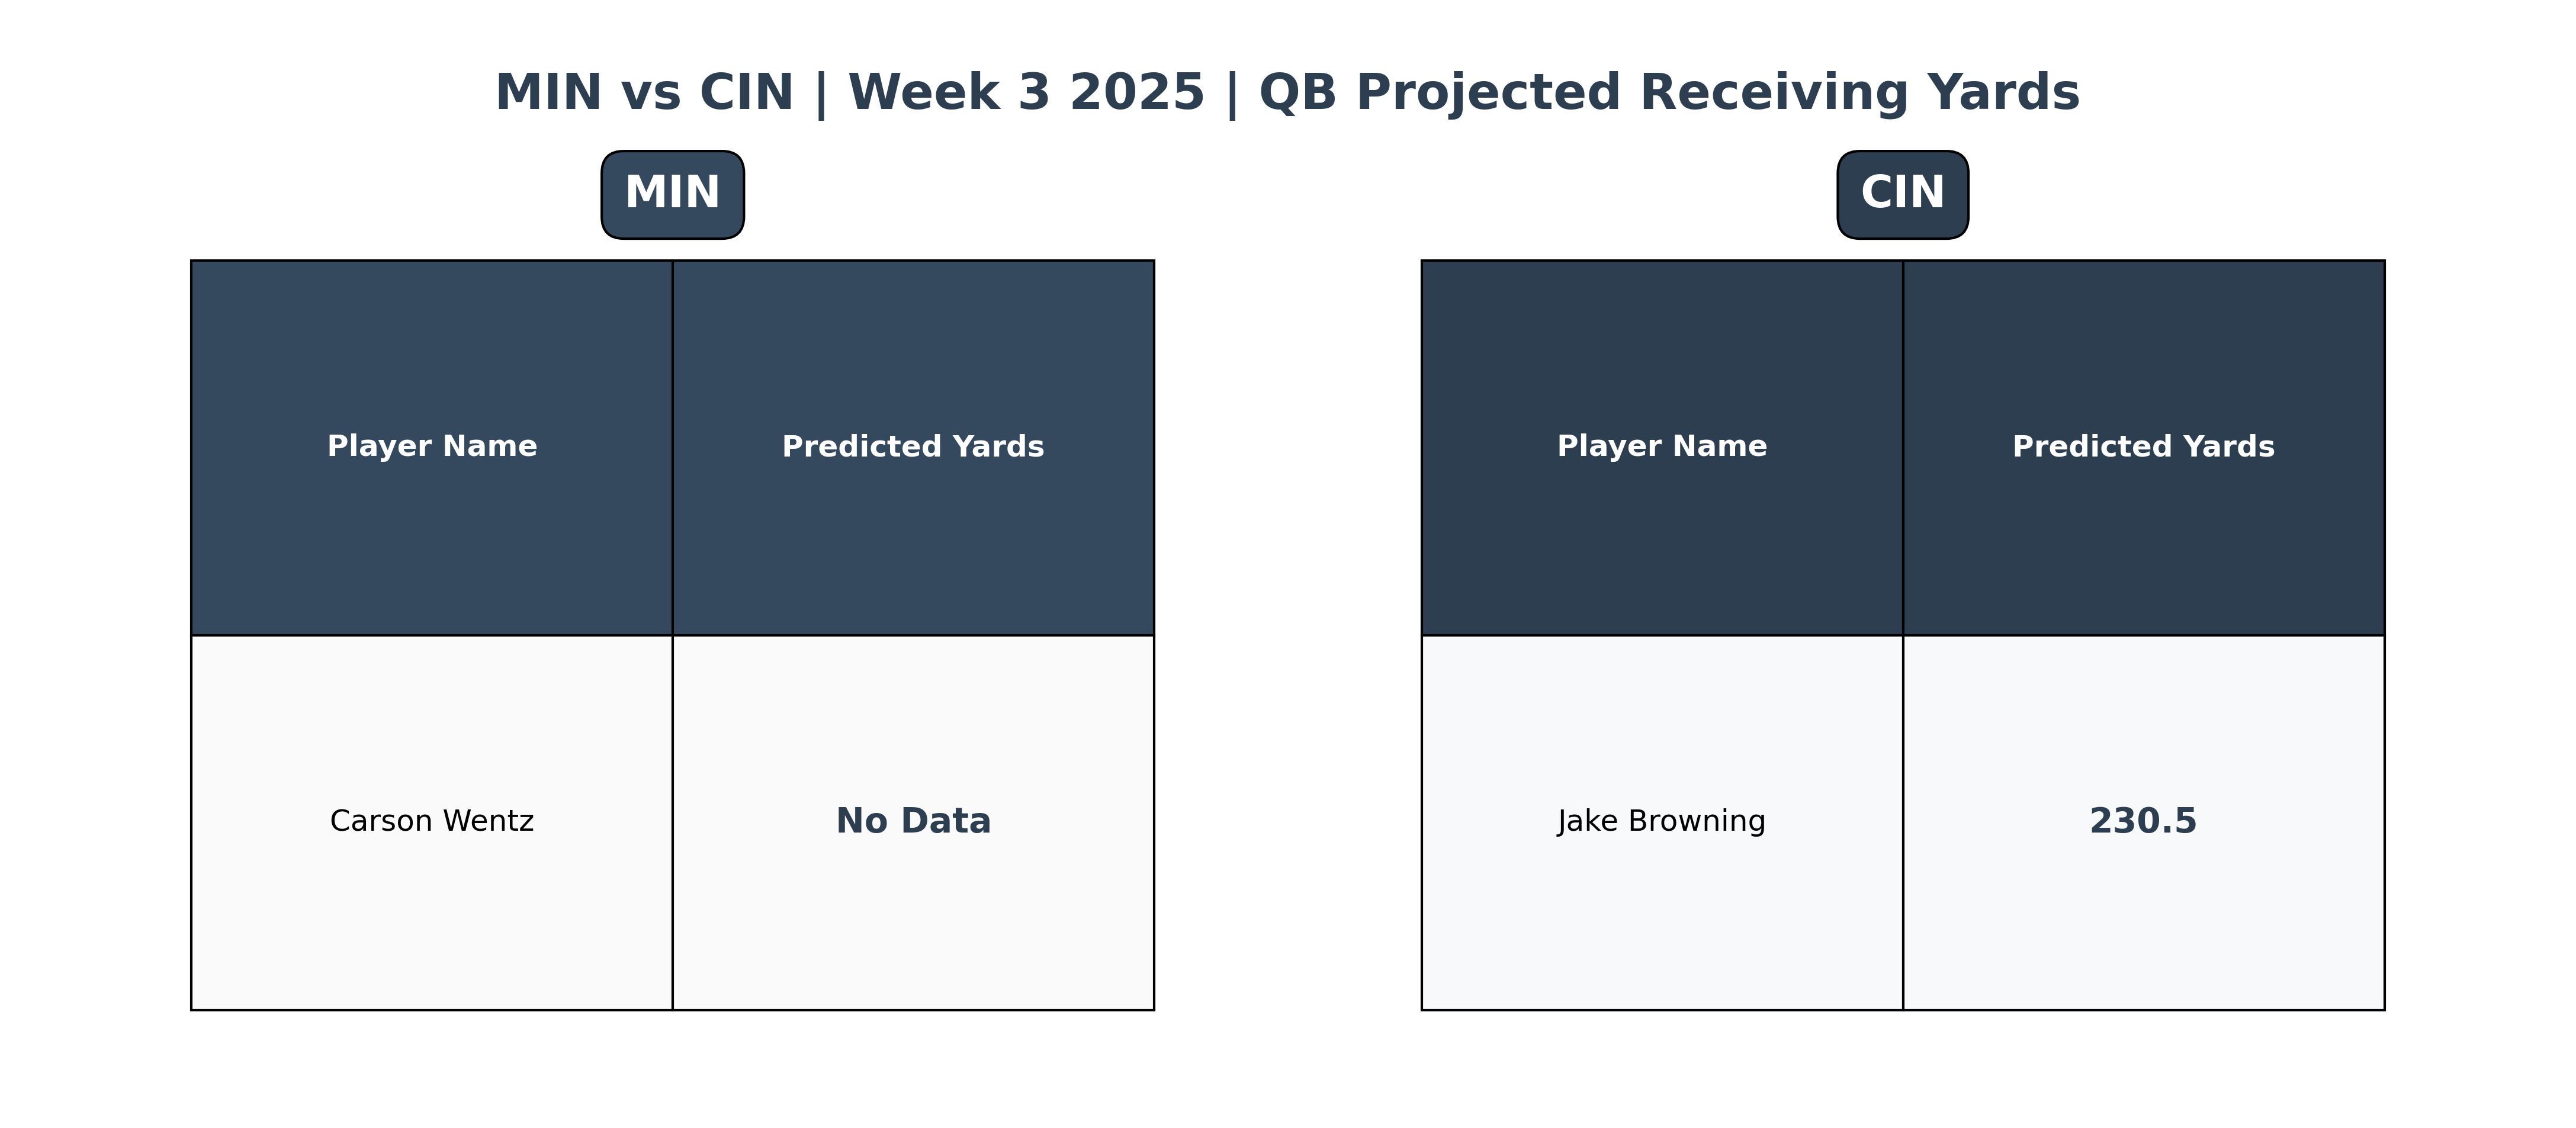 MIN vs CIN | Week 3 2025 | QB Projected Receiving Yards
MIN
Player Name Predicted Yards
Carson Wentz No Data
CIN
Player Name Predicted Yards
Jake Browning 230.5